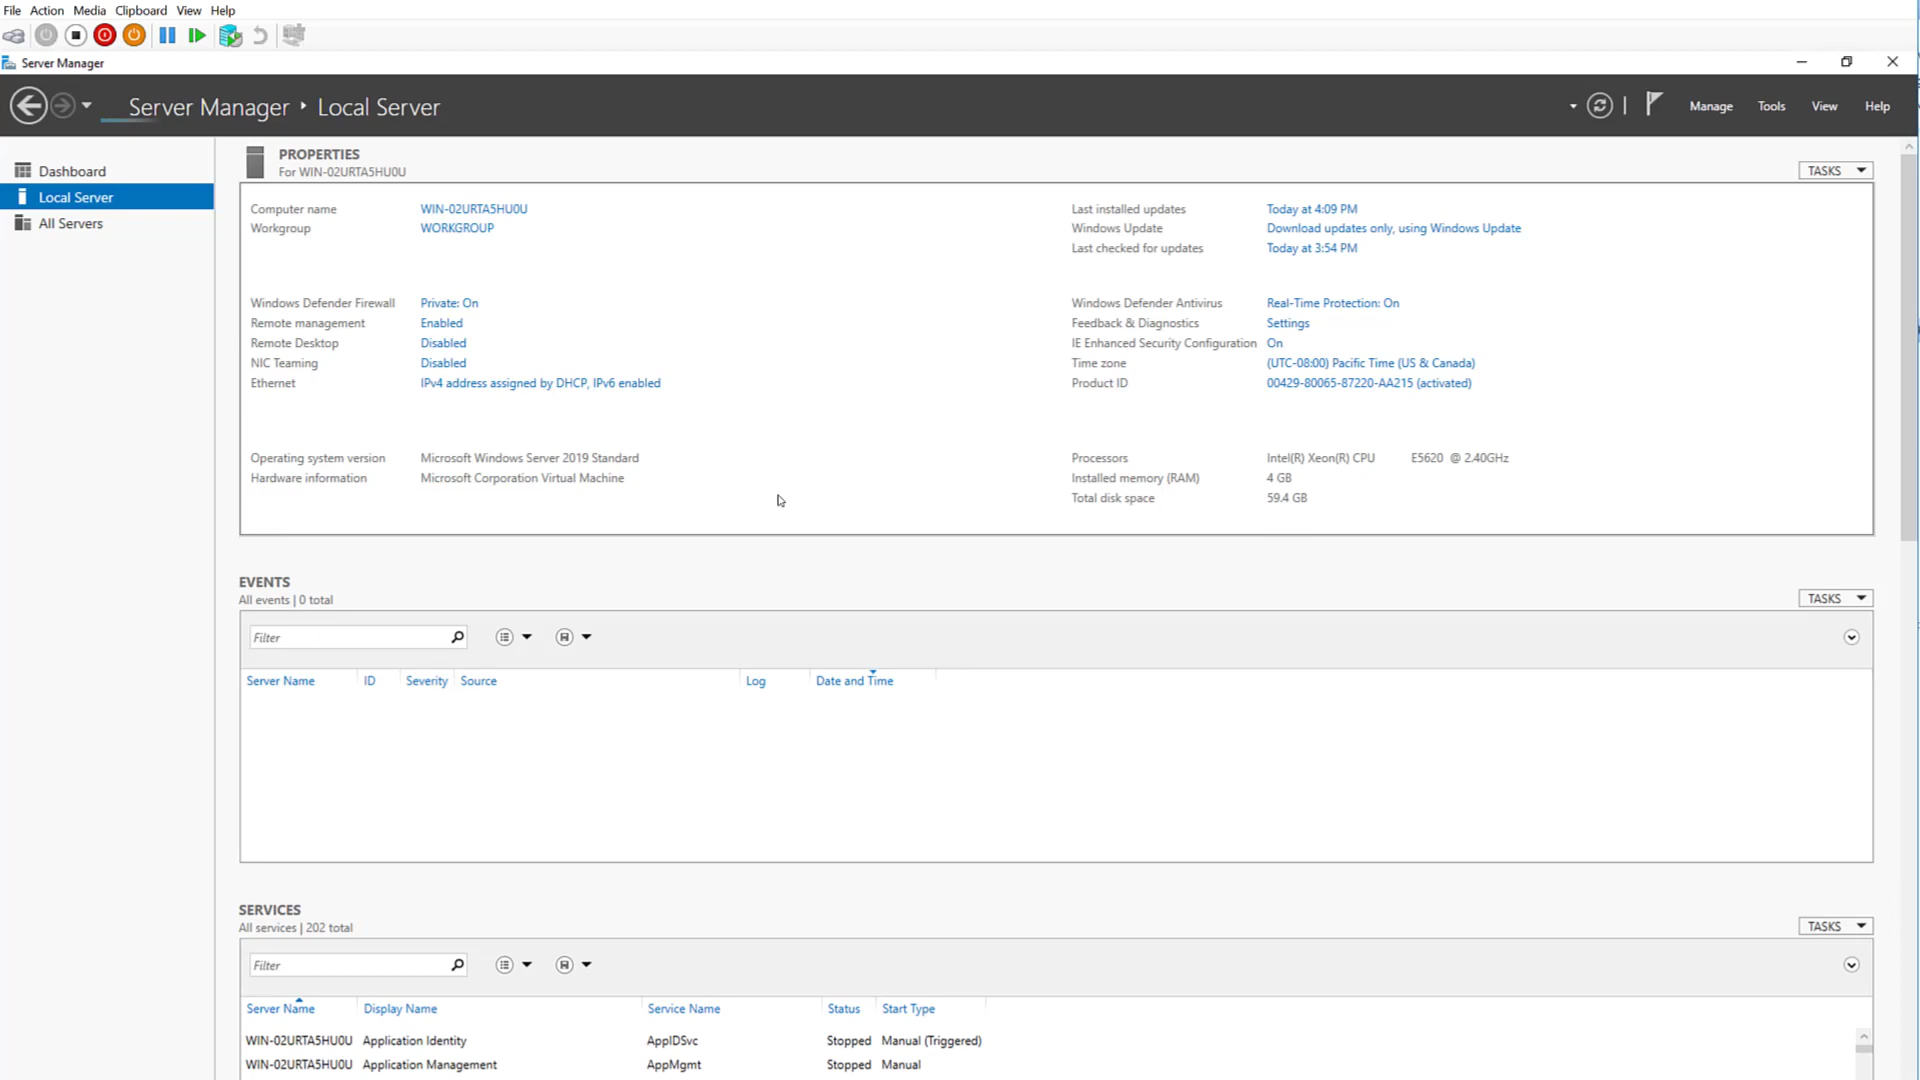 File Action Media Clipboard View Help
Server Manager
Server Manager Local Server
Manage Tools View Help
Dashboard
Local Server
All Servers
PROPERTIES
For WIN-02URTA5HU0U
TASKS
Computer name WIN-02URTA5HU0U Last installed updates Today at 4:09 PM
Workgroup WORKGROUP Windows Update Download updates only, using Windows Update
Last checked for updates Today at 3:54 PM
Windows Defender Firewall Private: On Windows Defender Antivirus Real-Time Protection: On
Remote management Enabled Feedback & Diagnostics Settings
Remote Desktop Disabled IE Enhanced Security Configuration On
NIC Teaming Disabled Time zone (UTC-08:00) Pacific Time (US & Canada)
Ethernet IPv4 address assigned by DHCP, IPv6 enabled Product ID 00429-80065-87220-AA215 (activated)
Operating system version Microsoft Windows Server 2019 Standard Processors Intel(R) Xeon(R) CPU E5620 @ 2.40GHz
Hardware information Microsoft Corporation Virtual Machine Installed memory (RAM) 4 GB
Total disk space 59.4 GB
EVENTS
All events | 0 total
TASKS
Filter
Server Name ID Severity Source Log Date and Time
SERVICES
All services | 202 total
TASKS
Filter
Server Name Display Name Service Name Status Start Type
WIN-02URTA5HU0U Application Identity AppIDSvc Stopped Manual (Triggered)
WIN-02URTA5HU0U Application Management AppMgmt Stopped Manual